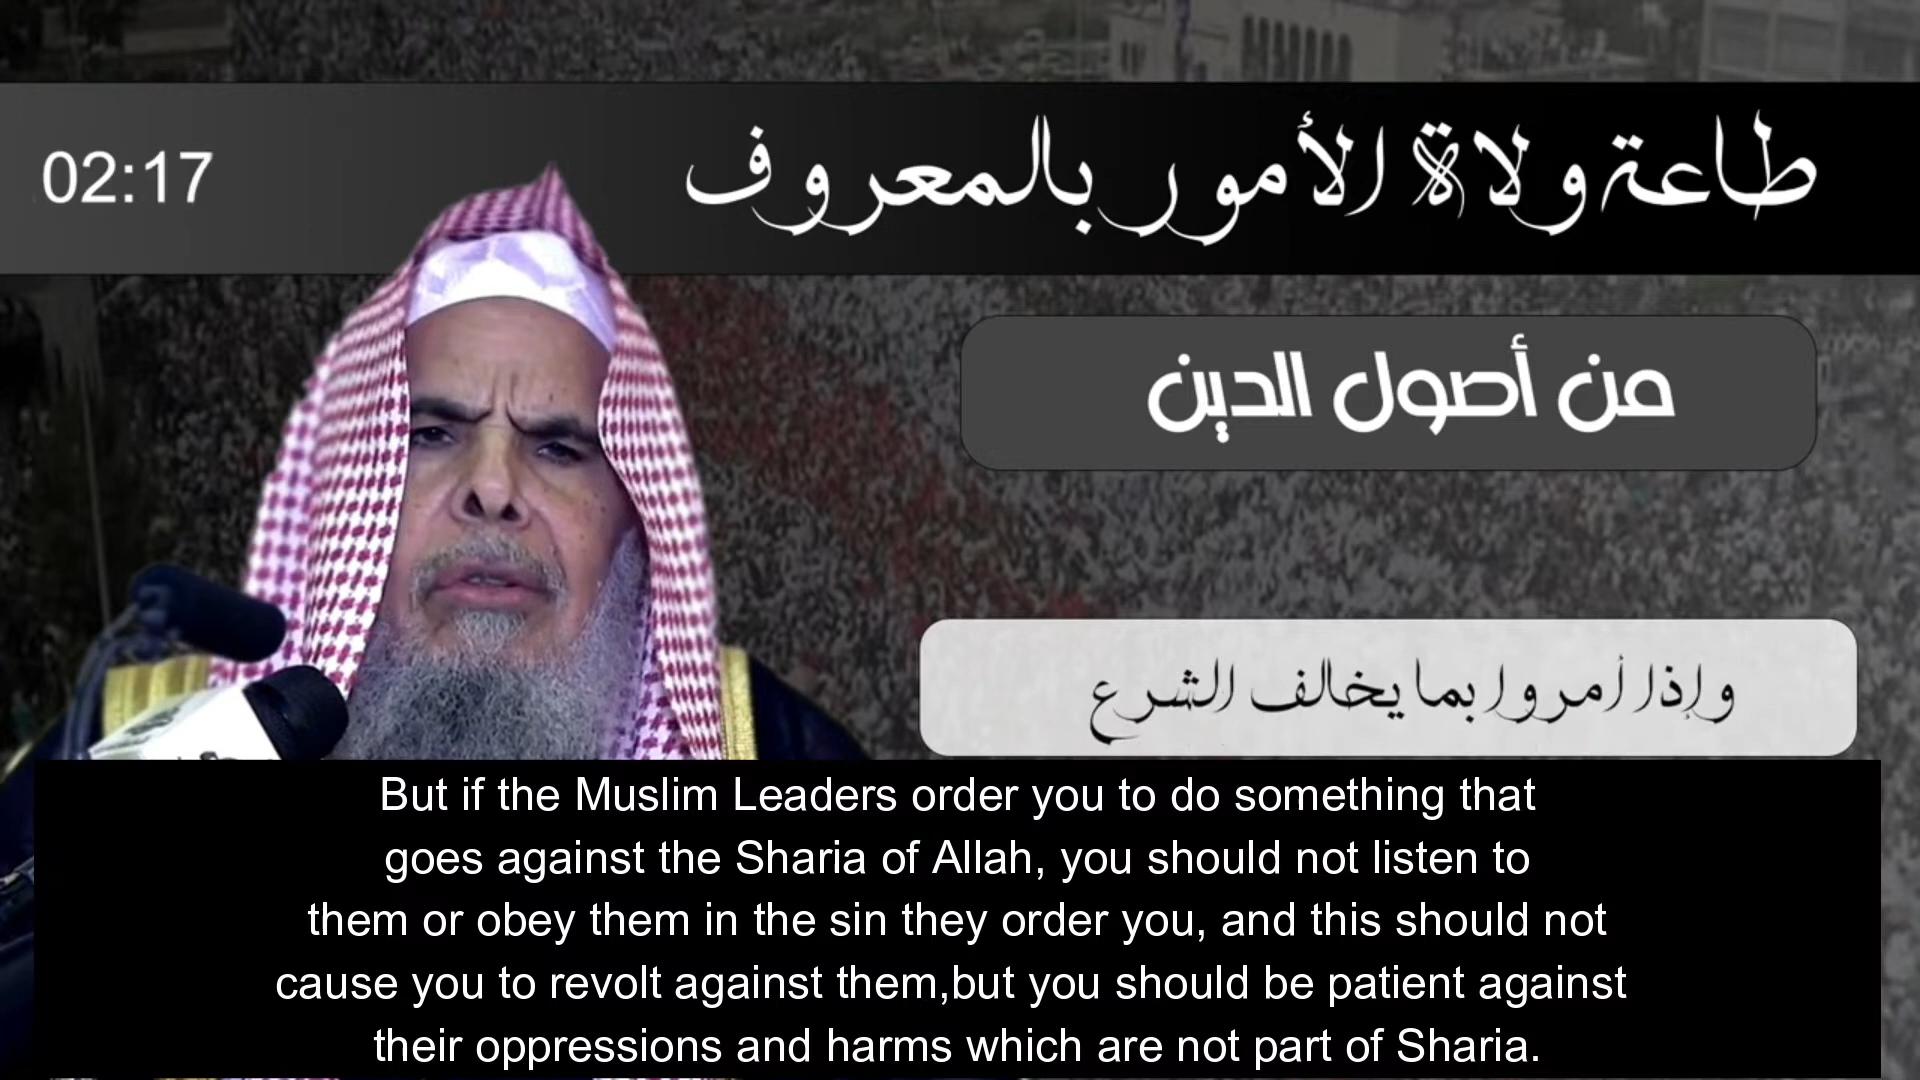 02:17
طاعة ولاة الأمور بالمعروف
من أصول الدين
وإذا أمروا بما يخالف الشرع
But if the Muslim Leaders order you to do something that
goes against the Sharia of Allah, you should not listen to
them or obey them in the sin they order you, and this should not
cause you to revolt against them,but you should be patient against
their oppressions and harms which are not part of Sharia.